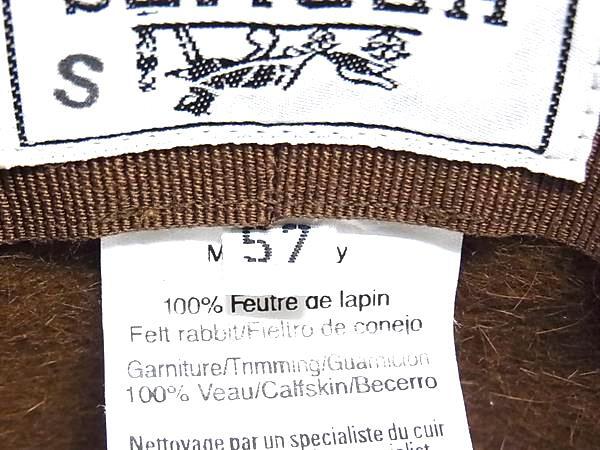 S
M 57 y
100% Feutre de lapin
Felt rabbit/Fieltro de conejo
Garniture/Trimming/Guarnicion
100% Veau/Calfskin/Becerro
Nettoyage par un specialiste du cuir